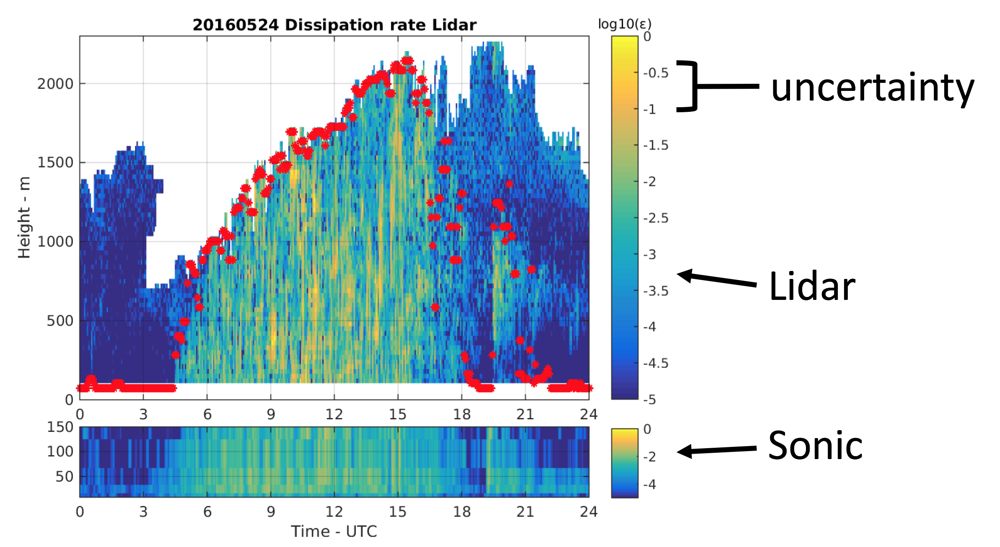 20160524 Dissipation rate Lidar
log10(ε)
Height - m
2000
1500
1000
500
0
0 3 6 9 12 15 18 21 24
0
-0.5
-1
-1.5
-2
-2.5
-3
-3.5
-4
-4.5
-5
uncertainty
Lidar
150
100
50
0 3 6 9 12 15 18 21 24
Time - UTC
0
-2
-4
Sonic